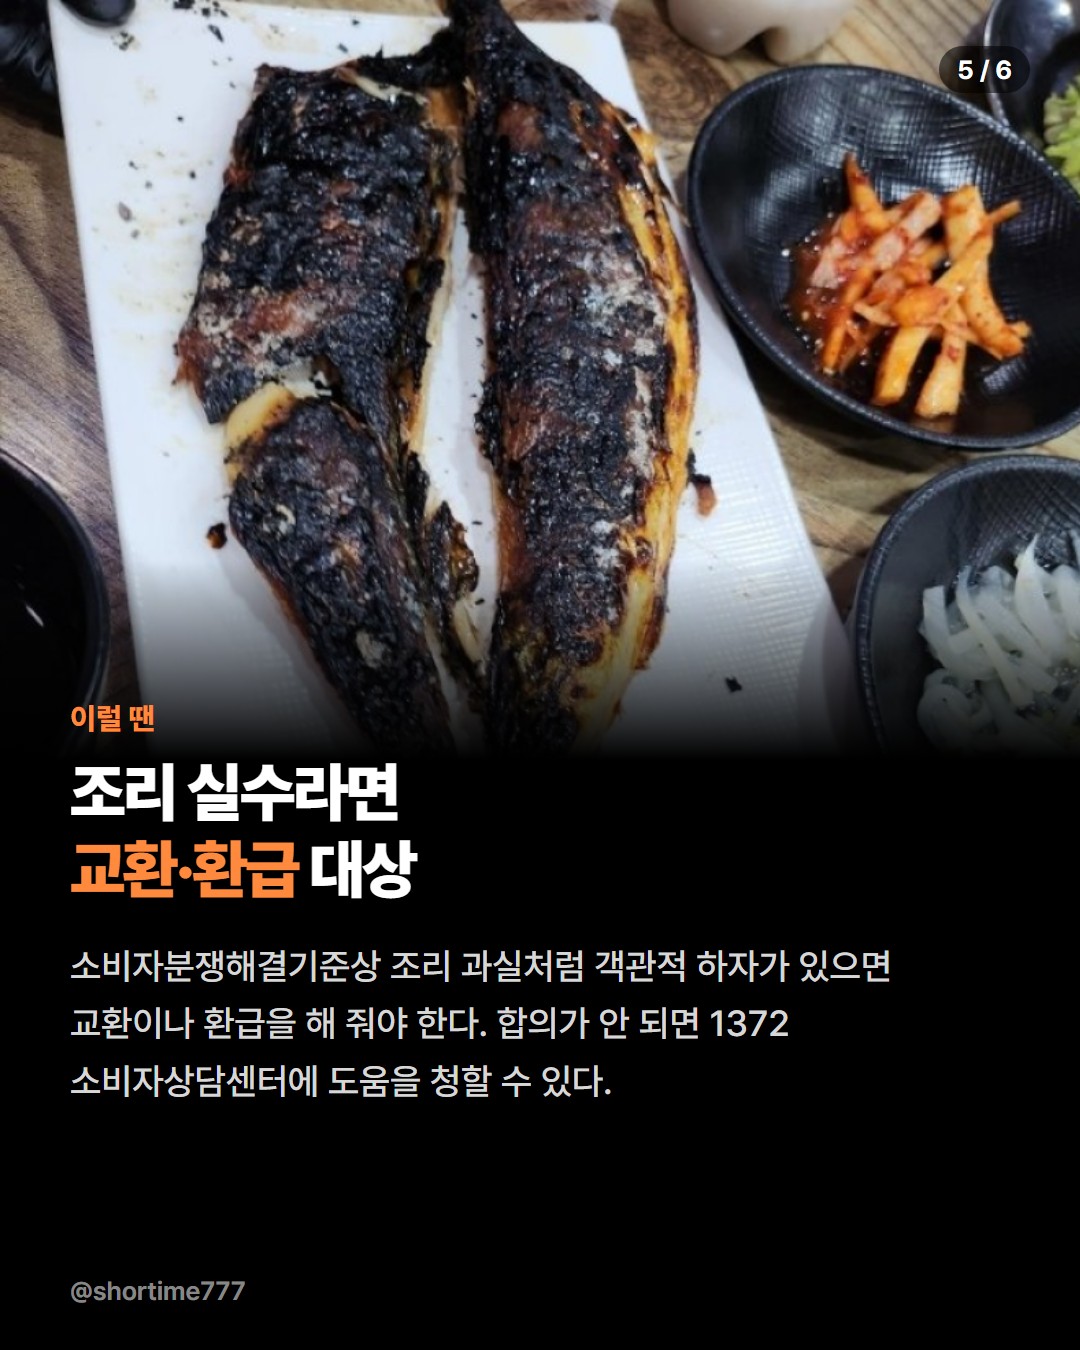 5 / 6
이럴 땐
조리 실수라면
교환·환급 대상
소비자분쟁해결기준상 조리 과실처럼 객관적 하자가 있으면
교환이나 환급을 해 줘야 한다. 합의가 안 되면 1372
소비자상담센터에 도움을 청할 수 있다.
@shortime777